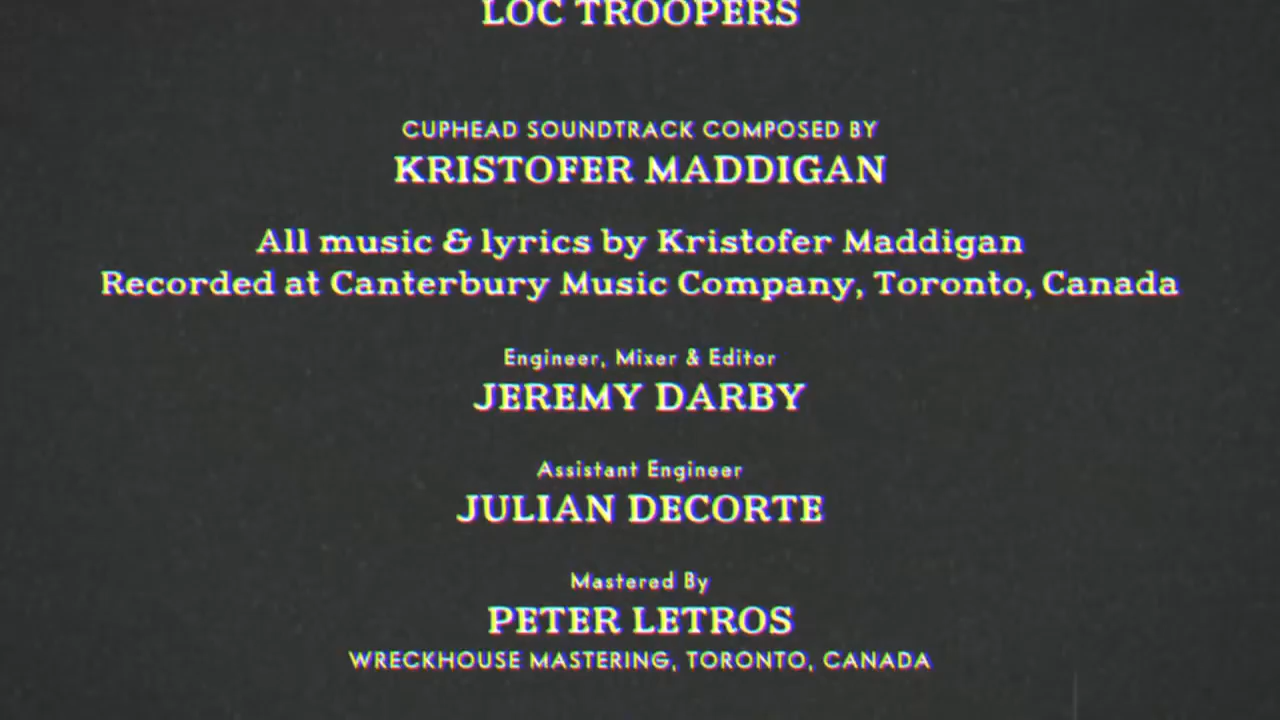 LOC TROOPERS
CUPHEAD SOUNDTRACK COMPOSED BY
KRISTOFER MADDIGAN
All music & lyrics by Kristofer Maddigan
Recorded at Canterbury Music Company, Toronto, Canada
Engineer, Mixer & Editor
JEREMY DARBY
Assistant Engineer
JULIAN DECORTE
Mastered By
PETER LETROS
WRECKHOUSE MASTERING, TORONTO, CANADA